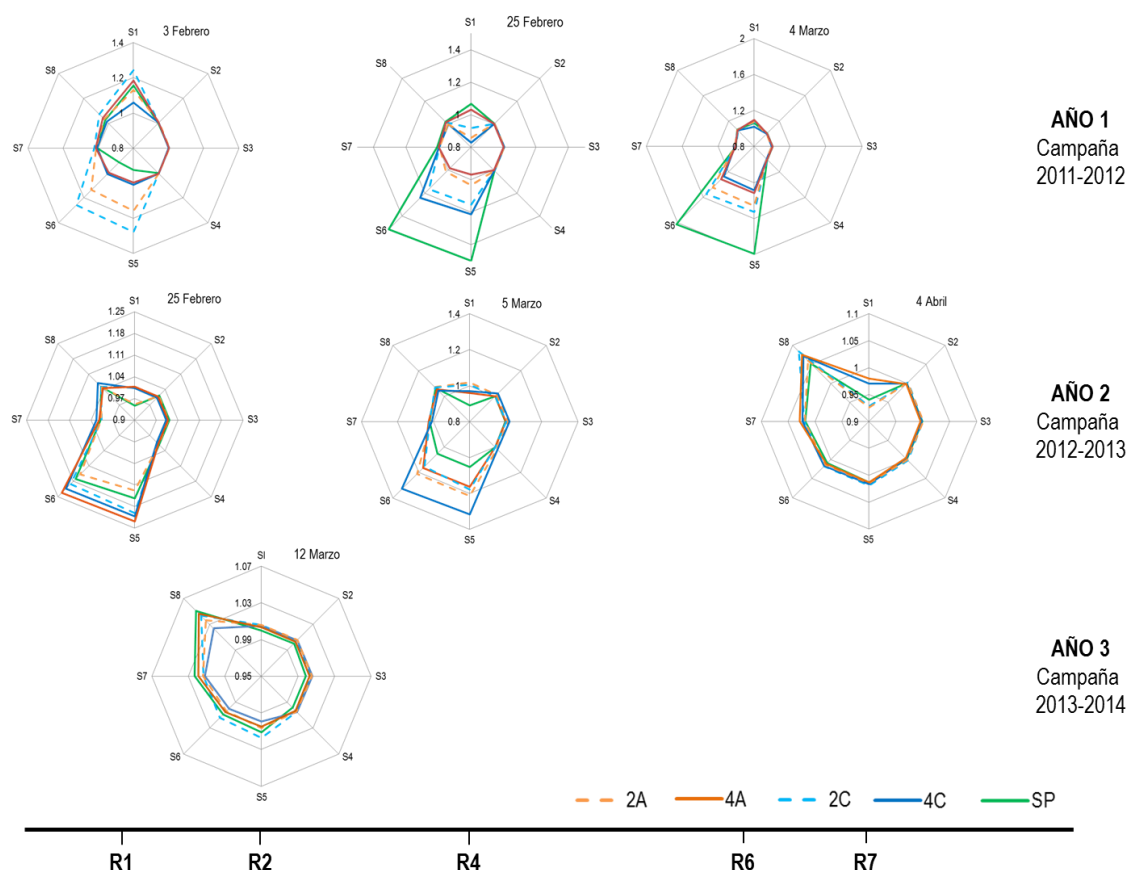 S1
3 Febrero
1.4
S8
S2
1.2
1
S7
0.8
S3
S6
S4
S5
S1
25 Febrero
1.4
S8
S2
1.2
1
S7
0.8
S3
S6
S4
S5
S1
4 Marzo
2
S8
S2
1.6
1.2
S7
0.8
S3
S6
S4
S5
AÑO 1
Campaña
2011-2012
S1
25 Febrero
1.25
S8
1.18
S2
1.11
1.04
0.97
S7
0.9
S3
S6
S4
S5
S1
5 Marzo
1.4
S8
S2
1.2
1
S7
0.8
S3
S6
S4
S5
S1
4 Abril
1.1
S8
1.05
S2
1
0.95
S7
0.9
S3
S6
S4
S5
AÑO 2
Campaña
2012-2013
SI
12 Marzo
1.07
S8
S2
1.03
0.99
S7
0.95
S3
S6
S4
S5
AÑO 3
Campaña
2013-2014
2A
4A
2C
4C
SP
R1
R2
R4
R6
R7